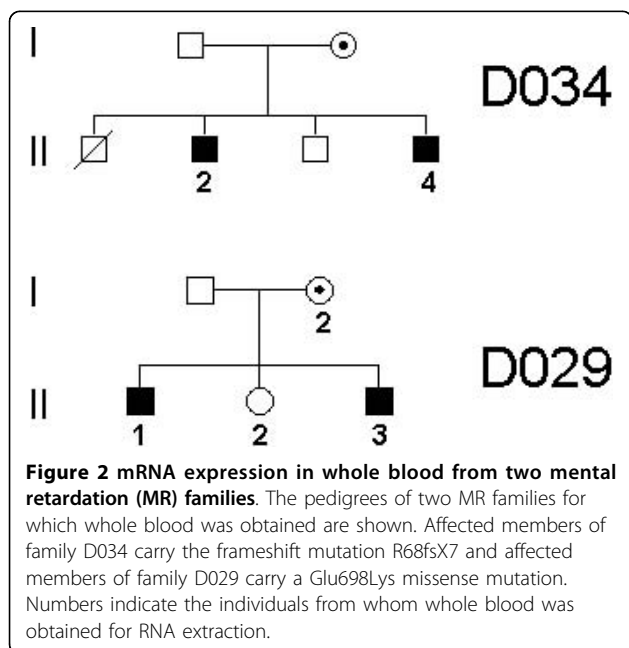 I
D034
II
2 4
I
2
D029
II
1 2 3
Figure 2 mRNA expression in whole blood from two mental
retardation (MR) families. The pedigrees of two MR families for
which whole blood was obtained are shown. Affected members of
family D034 carry the frameshift mutation R68fsX7 and affected
members of family D029 carry a Glu698Lys missense mutation.
Numbers indicate the individuals from whom whole blood was
obtained for RNA extraction.